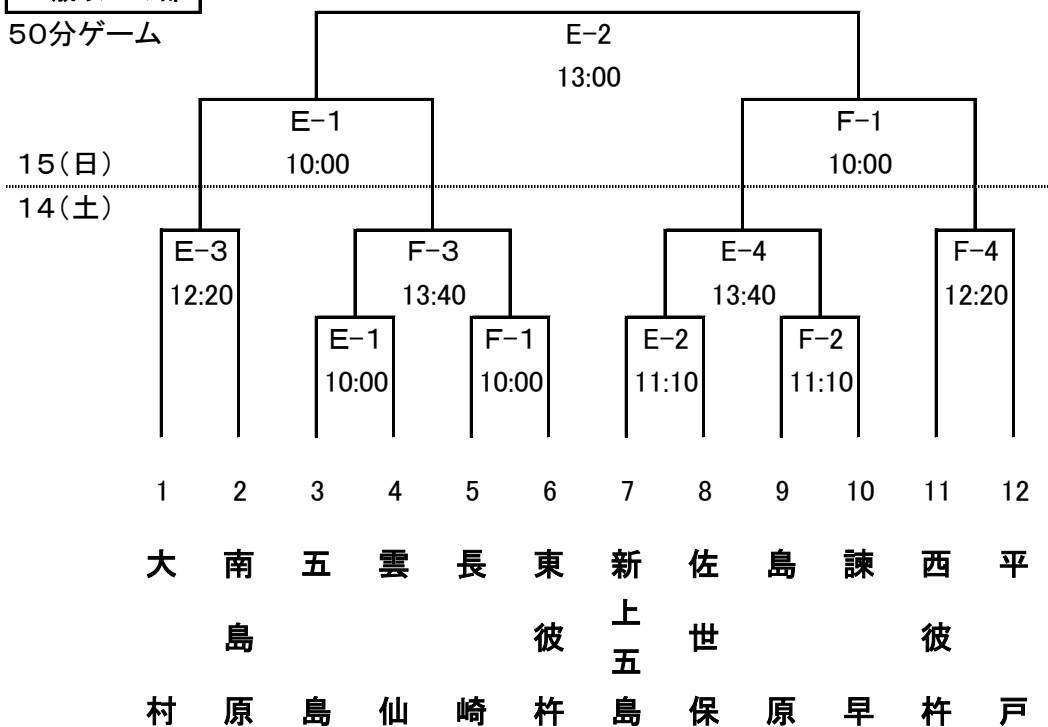 50分ゲーム
E-2
13:00
E-1
F-1
15(日)
10:00
10:00
14(土)
E-3
F-3
E-4
F-4
12:20
13:40
13:40
12:20
E-1
F-1
E-2
F-2
10:00
10:00
11:10
11:10
1 2 3 4 5 6 7 8 9 10 11 12
大村
南島原
五島
雲仙
長崎
東彼杵
新上五島
佐世保
島原
諫早
西彼杵
平戸